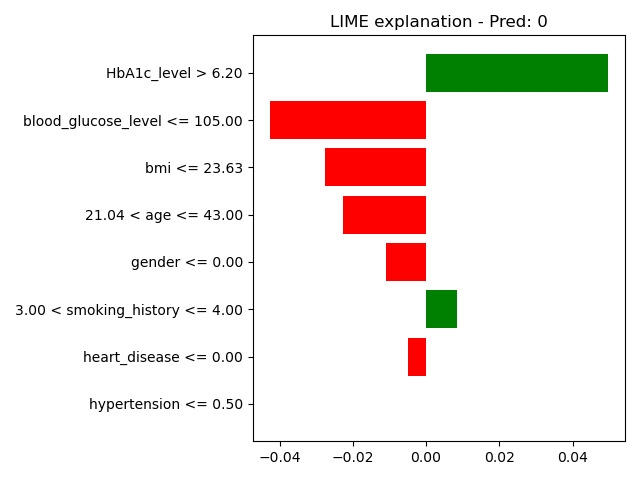 LIME explanation - Pred: 0
HbA1c_level > 6.20
blood_glucose_level <= 105.00
bmi <= 23.63
21.04 < age <= 43.00
gender <= 0.00
3.00 < smoking_history <= 4.00
heart_disease <= 0.00
hypertension <= 0.50
−0.04 −0.02 0.00 0.02 0.04